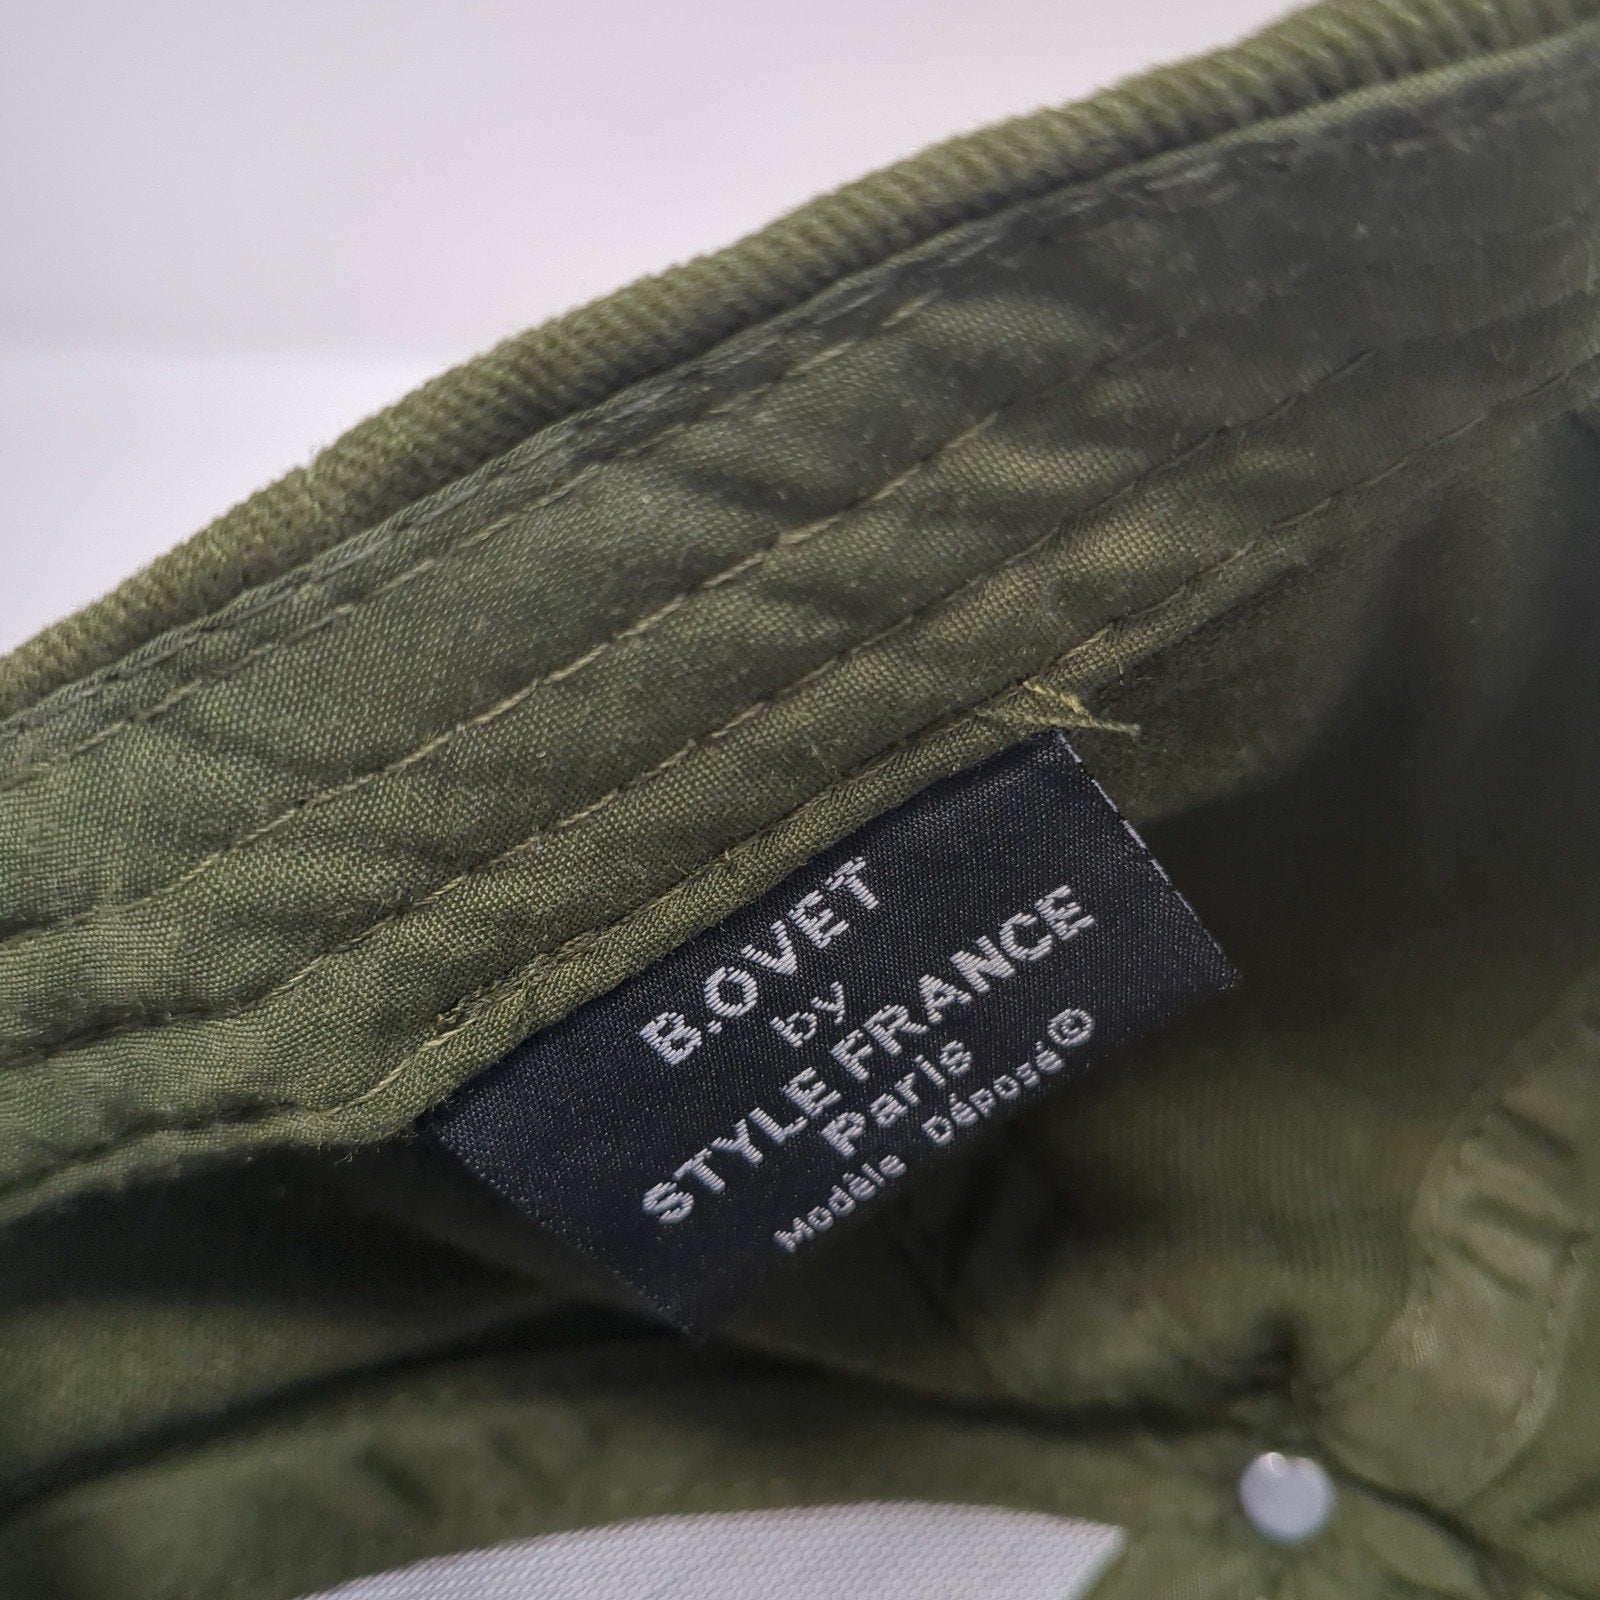 B.OVET
by
STYLE FRANCE
Paris
Modèle Déposé ©